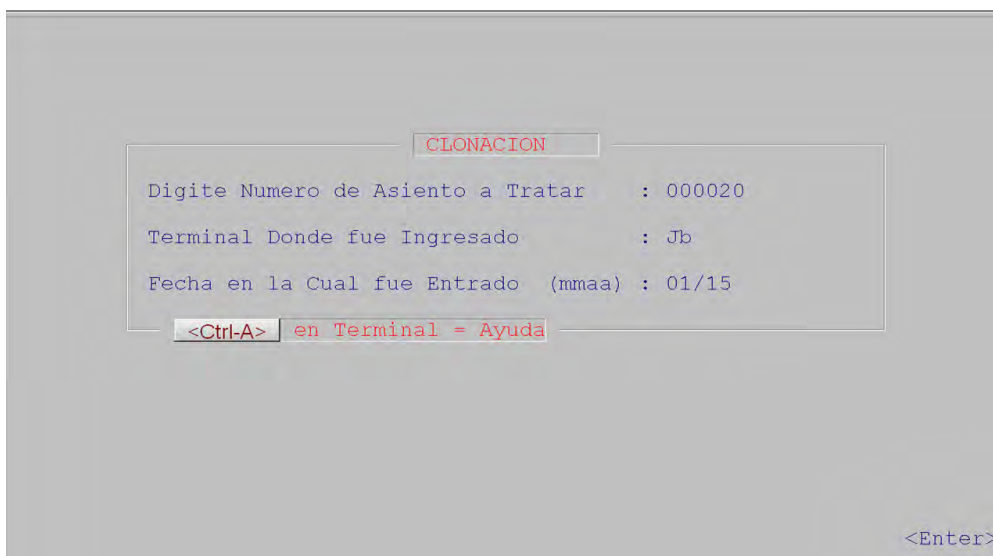 CLONACION
Digite Numero de Asiento a Tratar : 000020
Terminal Donde fue Ingresado : Jb
Fecha en la Cual fue Entrado (mmaa) : 01/15
<Ctrl-A> en Terminal = Ayuda
<Enter>